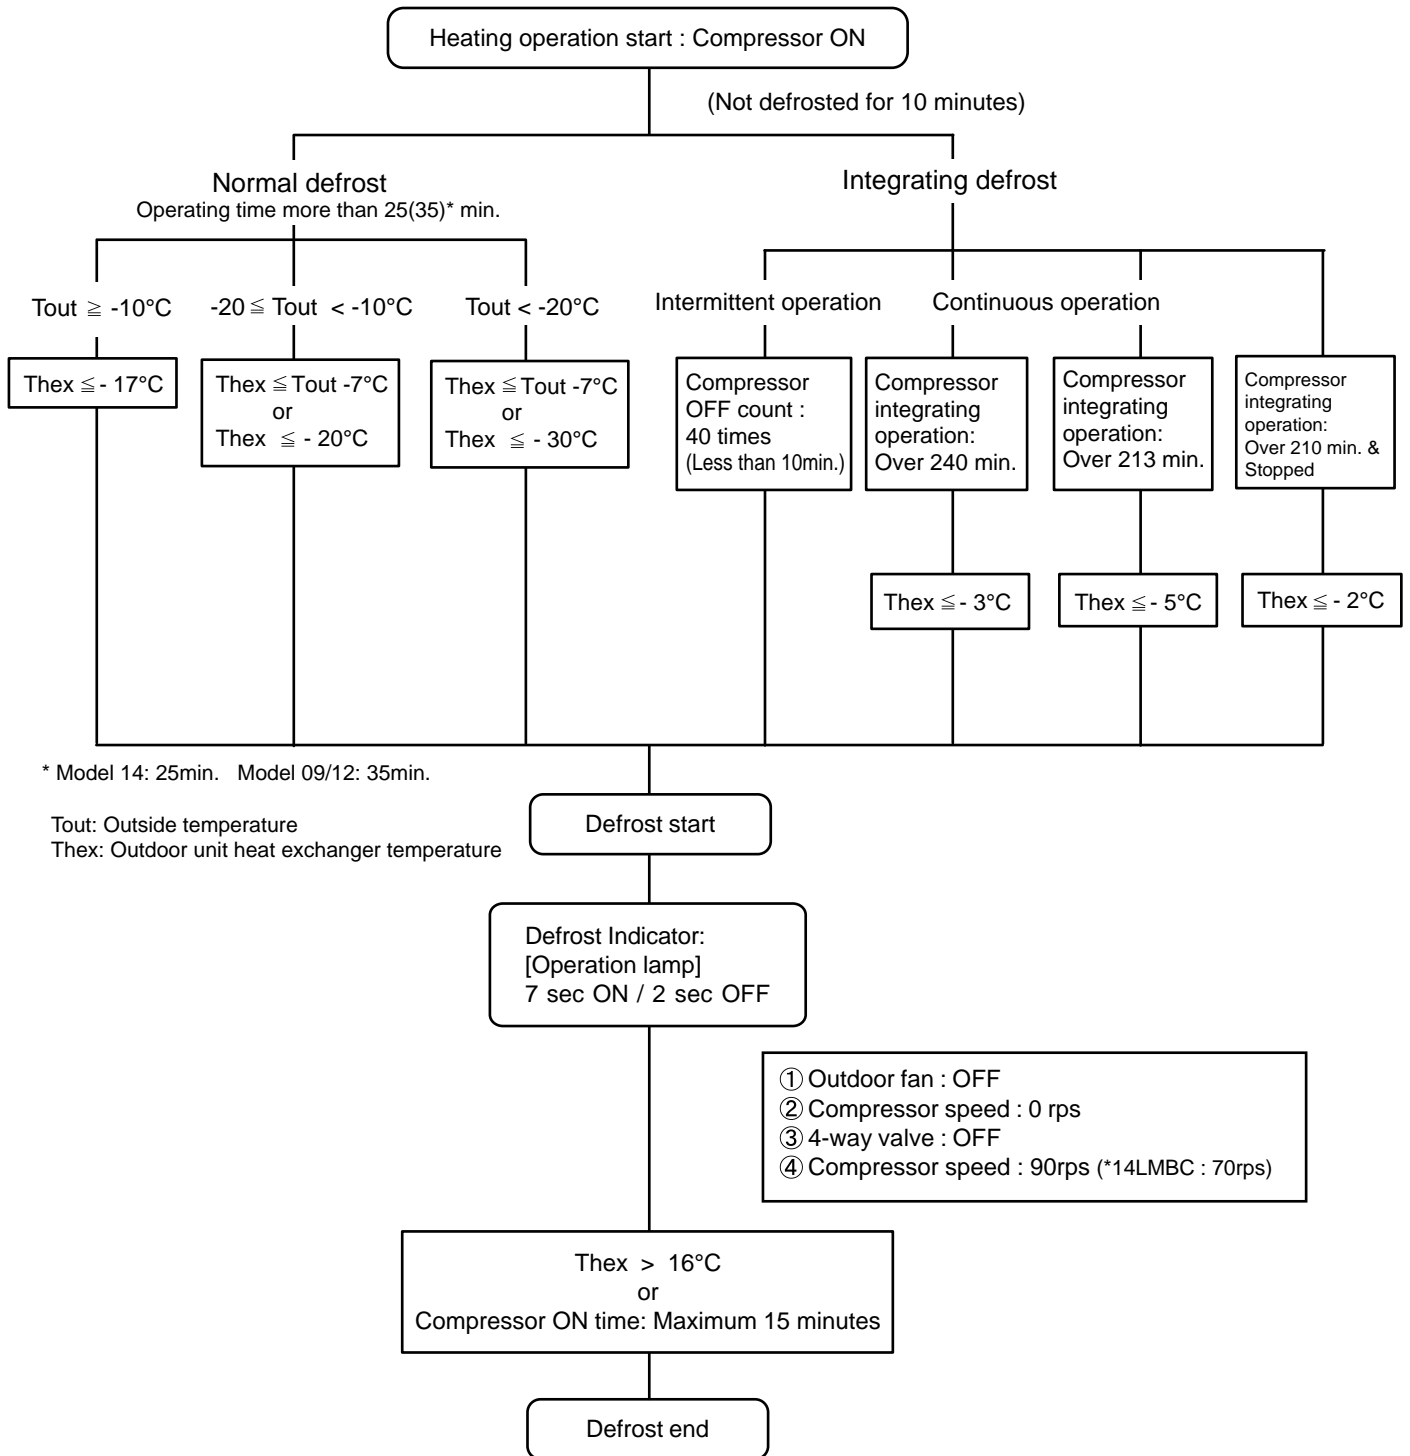 Heating operation start : Compressor ON
(Not defrosted for 10 minutes)
Normal defrost
Operating time more than 25(35)* min.
Integrating defrost
Tout ≧ -10°C
-20 ≦ Tout < -10°C
Tout < -20°C
Intermittent operation
Continuous operation
Thex ≦ - 17°C
Thex ≦ Tout -7°C
or
Thex ≦ - 20°C
Thex ≦ Tout -7°C
or
Thex ≦ - 30°C
Compressor
OFF count :
40 times
(Less than 10min.)
Compressor
integrating
operation:
Over 240 min.
Compressor
integrating
operation:
Over 213 min.
Compressor
integrating
operation:
Over 210 min. &
Stopped
Thex ≦ - 3°C
Thex ≦ - 5°C
Thex ≦ - 2°C
* Model 14: 25min. Model 09/12: 35min.
Tout: Outside temperature
Thex: Outdoor unit heat exchanger temperature
Defrost start
Defrost Indicator:
[Operation lamp]
7 sec ON / 2 sec OFF
① Outdoor fan : OFF
② Compressor speed : 0 rps
③ 4-way valve : OFF
④ Compressor speed : 90rps (*14LMBC : 70rps)
Thex > 16°C
or
Compressor ON time: Maximum 15 minutes
Defrost end